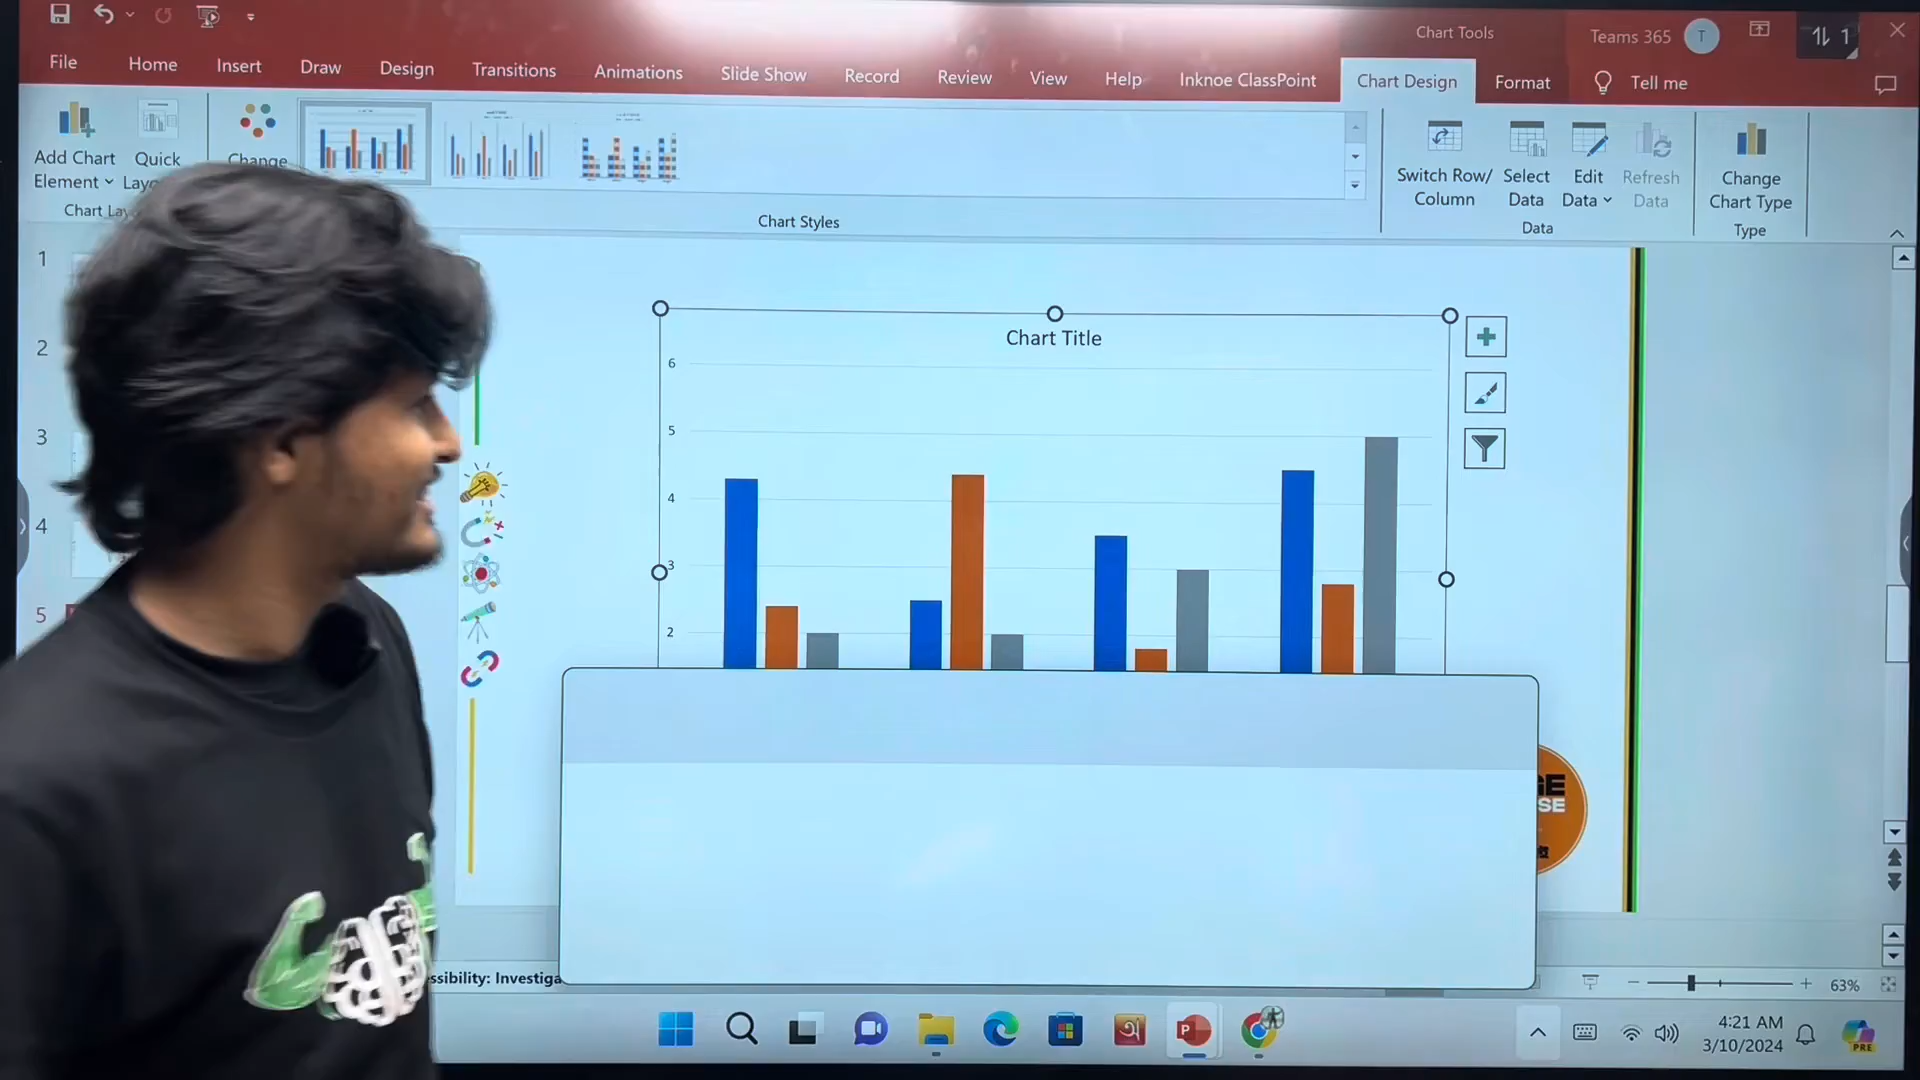 Chart Tools
Teams 365
T
1
File
Home
Insert
Draw
Design
Transitions
Animations
Slide Show
Record
Review
View
Help
Inknoe ClassPoint
Chart Design
Format
Tell me
Add Chart
Element
Quick
Change
Switch Row/
Column
Select
Data
Edit
Data
Refresh
Data
Change
Chart Type
Chart Styles
Data
Type
1
2
3
4
5
Chart Title
6
5
4
3
2
SE
63%
P
4:21 AM
3/10/2024
PRE